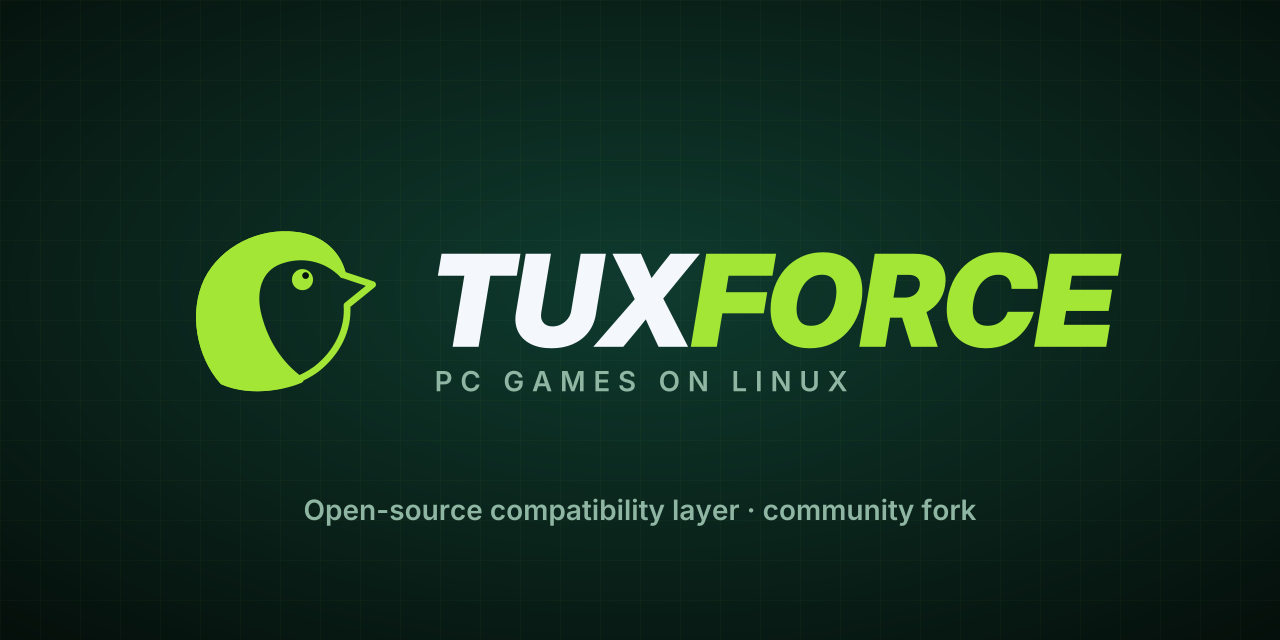 TUXFORCE
PC GAMES ON LINUX
Open-source compatibility layer · community fork